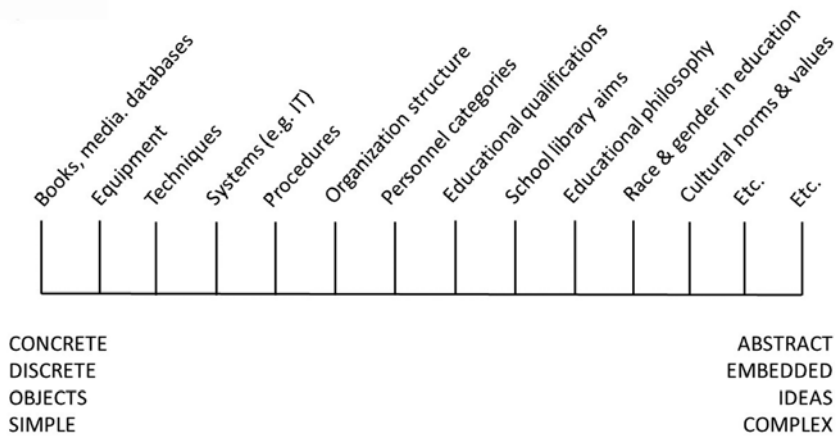 Books, media. databases
Equipment
Techniques
Systems (e.g. IT)
Procedures
Organization structure
Personnel categories
Educational qualifications
School library aims
Educational philosophy
Race & gender in education
Cultural norms & values
Etc.
Etc.
CONCRETE
DISCRETE
OBJECTS
SIMPLE
ABSTRACT
EMBEDDED
IDEAS
COMPLEX